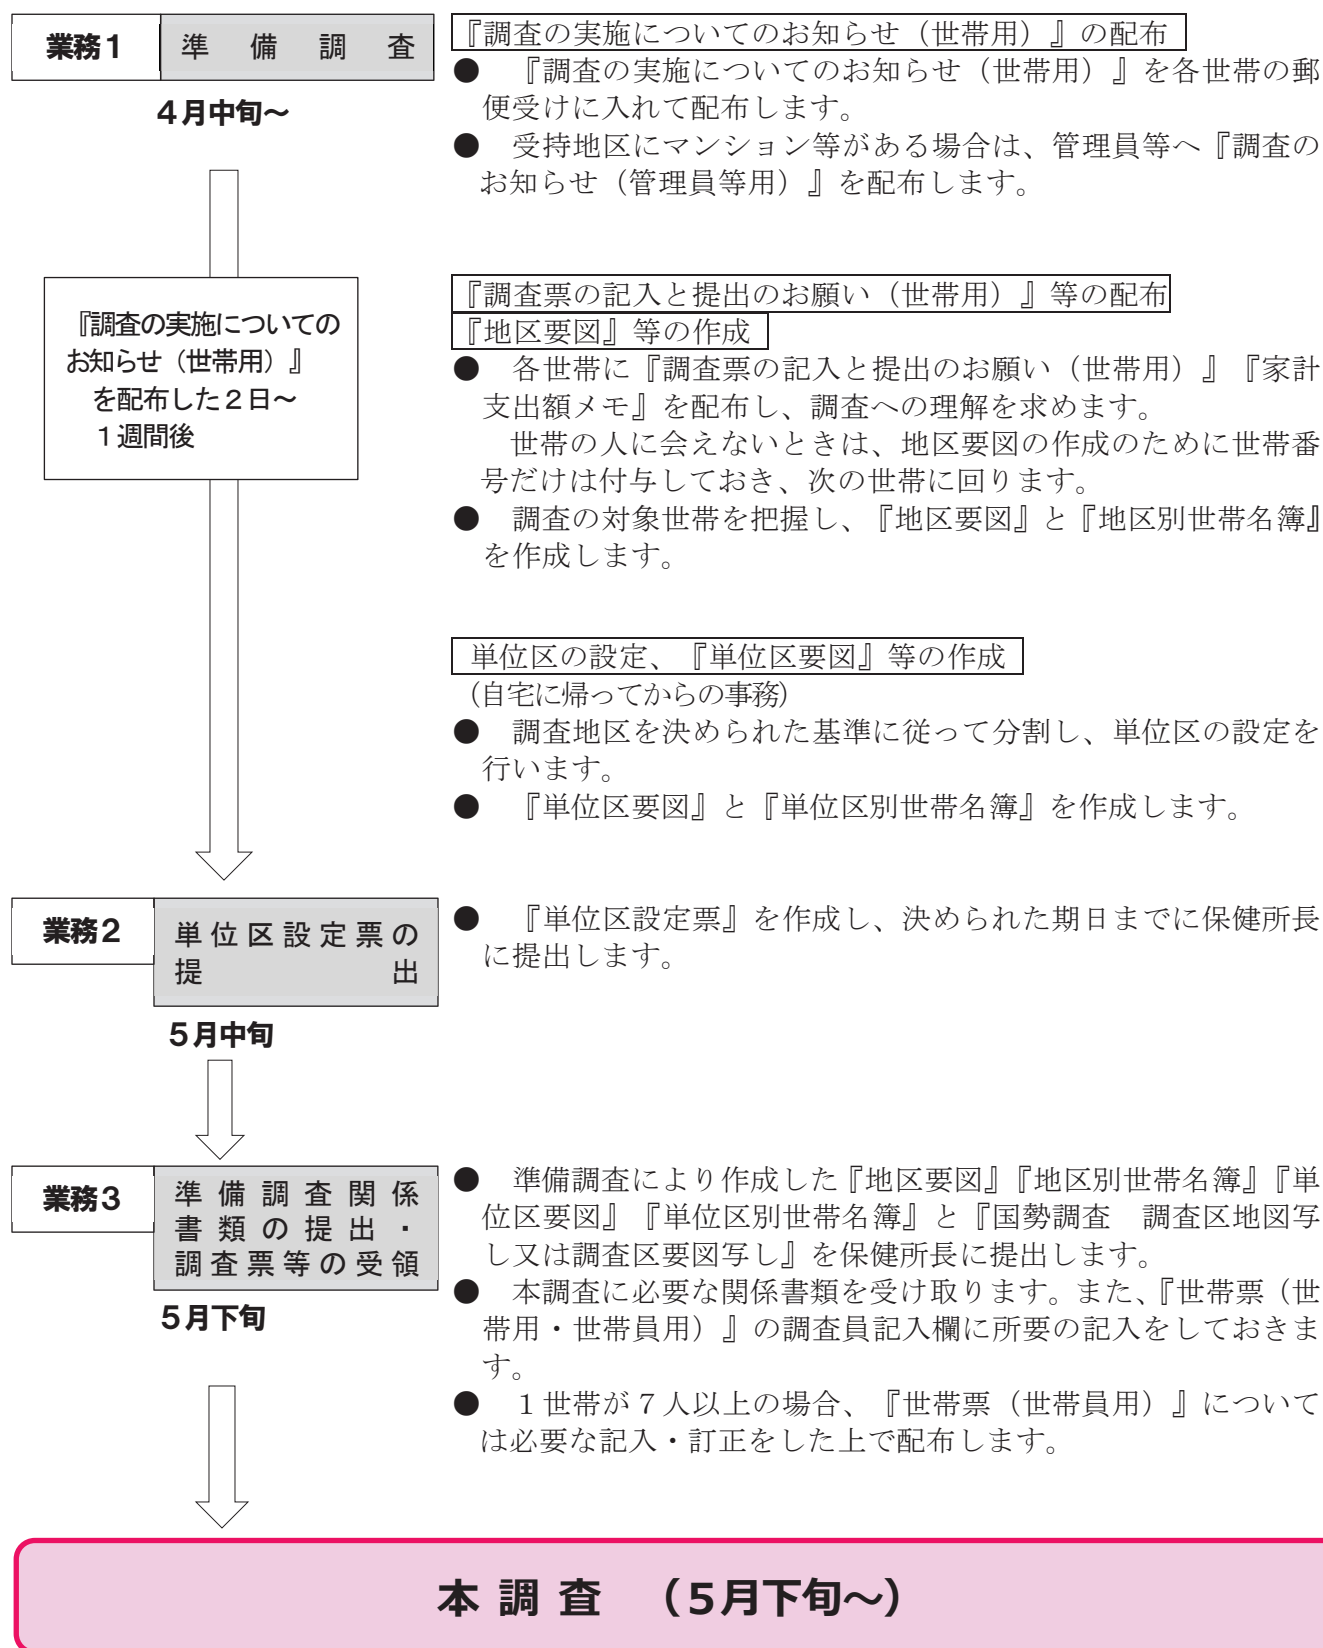 業務1 準備調査
4月中旬～
『調査の実施についてのお知らせ（世帯用）』の配布
● 『調査の実施についてのお知らせ（世帯用）』を各世帯の郵
便受けに入れて配布します。
● 受持地区にマンション等がある場合は、管理員等へ『調査の
お知らせ（管理員等用）』を配布します。
『調査の実施についての
お知らせ（世帯用）』
を配布した２日～
１週間後
『調査票の記入と提出のお願い（世帯用）』等の配布
『地区要図』等の作成
● 各世帯に『調査票の記入と提出のお願い（世帯用）』『家計
支出額メモ』を配布し、調査への理解を求めます。
世帯の人に会えないときは、地区要図の作成のために世帯番
号だけは付与しておき、次の世帯に回ります。
● 調査の対象世帯を把握し、『地区要図』と『地区別世帯名簿』
を作成します。
単位区の設定、『単位区要図』等の作成
（自宅に帰ってからの事務）
● 調査地区を決められた基準に従って分割し、単位区の設定を
行います。
● 『単位区要図』と『単位区別世帯名簿』を作成します。
業務2 単位区設定票の
提出
5月中旬
● 『単位区設定票』を作成し、決められた期日までに保健所長
に提出します。
業務3 準備調査関係
書類の提出・
調査票等の受領
5月下旬
● 準備調査により作成した『地区要図』『地区別世帯名簿』『単
位区要図』『単位区別世帯名簿』と『国勢調査　調査区地図写
し又は調査区要図写し』を保健所長に提出します。
● 本調査に必要な関係書類を受け取ります。また、『世帯票（世
帯用・世帯員用）』の調査員記入欄に所要の記入をしておきま
す。
● １世帯が７人以上の場合、『世帯票（世帯員用）』について
は必要な記入・訂正をした上で配布します。
本調査　（5月下旬～）